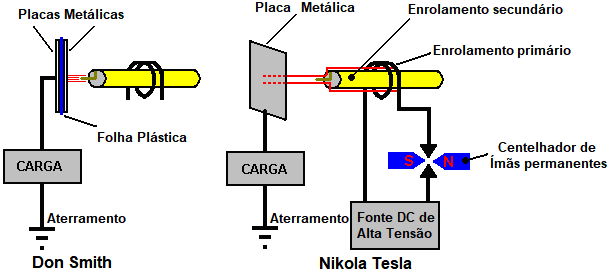 Placas Metálicas
Folha Plástica
CARGA
Aterramento
Don Smith
Placa Metálica
Enrolamento secundário
Enrolamento primário
S N
Centelhador de
Ímãs permanentes
CARGA
Aterramento
Fonte DC de
Alta Tensão
Nikola Tesla